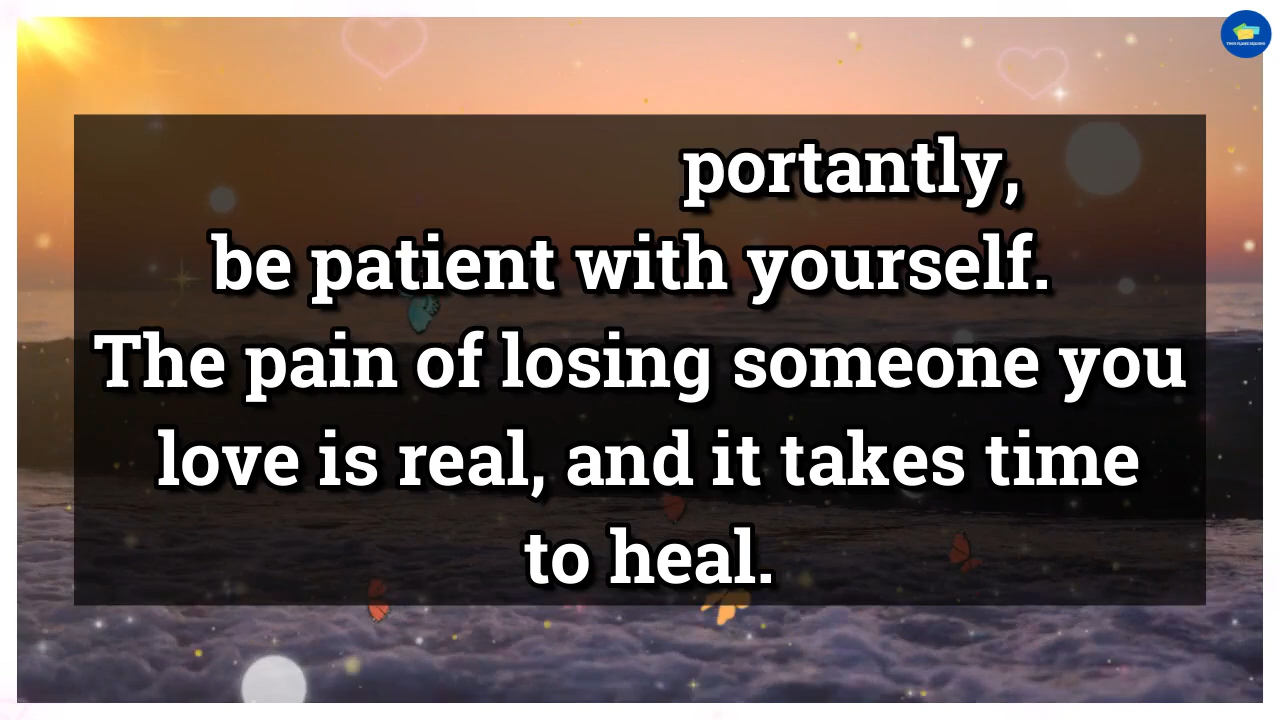 portantly,
be patient with yourself.
The pain of losing someone you
love is real, and it takes time
to heal.